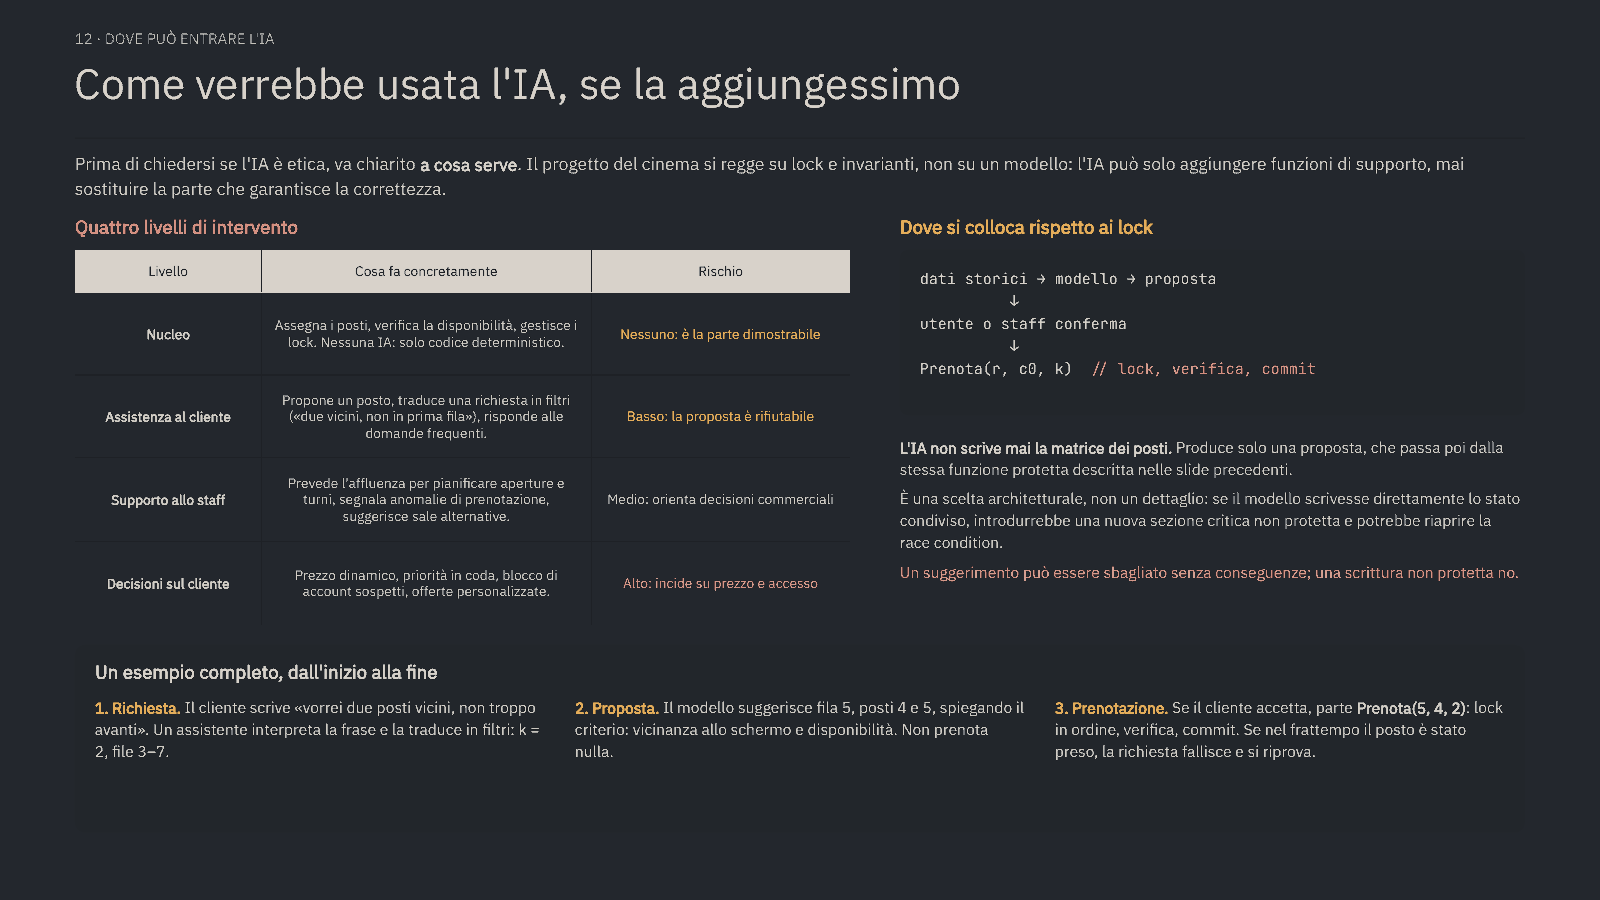 12 · DOVE PUÒ ENTRARE L'IA
Come verrebbe usata l'IA, se la aggiungessimo
Prima di chiedersi se l'IA è etica, va chiarito a cosa serve. Il progetto del cinema si regge su lock e invarianti, non su un modello: l'IA può solo aggiungere funzioni di supporto, mai
sostituire la parte che garantisce la correttezza.
Quattro livelli di intervento
Livello Cosa fa concretamente Rischio
Nucleo
Assegna i posti, verifica la disponibilità, gestisce i
lock. Nessuna IA: solo codice deterministico.
Nessuno: è la parte dimostrabile
Assistenza al cliente
Propone un posto, traduce una richiesta in filtri
(«due vicini, non in prima fila»), risponde alle
domande frequenti.
Basso: la proposta è rifiutabile
Supporto allo staff
Prevede l'affluenza per pianificare aperture e
turni, segnala anomalie di prenotazione,
suggerisce sale alternative.
Medio: orienta decisioni commerciali
Decisioni sul cliente
Prezzo dinamico, priorità in coda, blocco di
account sospetti, offerte personalizzate.
Alto: incide su prezzo e accesso
Dove si colloca rispetto ai lock
dati storici → modello → proposta
↓
utente o staff conferma
↓
Prenota(r, c0, k) // lock, verifica, commit
L'IA non scrive mai la matrice dei posti. Produce solo una proposta, che passa poi dalla
stessa funzione protetta descritta nelle slide precedenti.
È una scelta architetturale, non un dettaglio: se il modello scrivesse direttamente lo stato
condiviso, introdurrebbe una nuova sezione critica non protetta e potrebbe riaprire la
race condition.
Un suggerimento può essere sbagliato senza conseguenze; una scrittura non protetta no.
Un esempio completo, dall'inizio alla fine
1. Richiesta. Il cliente scrive «vorrei due posti vicini, non troppo
avanti». Un assistente interpreta la frase e la traduce in filtri: k =
2, file 3–7.
2. Proposta. Il modello suggerisce fila 5, posti 4 e 5, spiegando il
criterio: vicinanza allo schermo e disponibilità. Non prenota
nulla.
3. Prenotazione. Se il cliente accetta, parte Prenota(5, 4, 2): lock
in ordine, verifica, commit. Se nel frattempo il posto è stato
preso, la richiesta fallisce e si riprova.